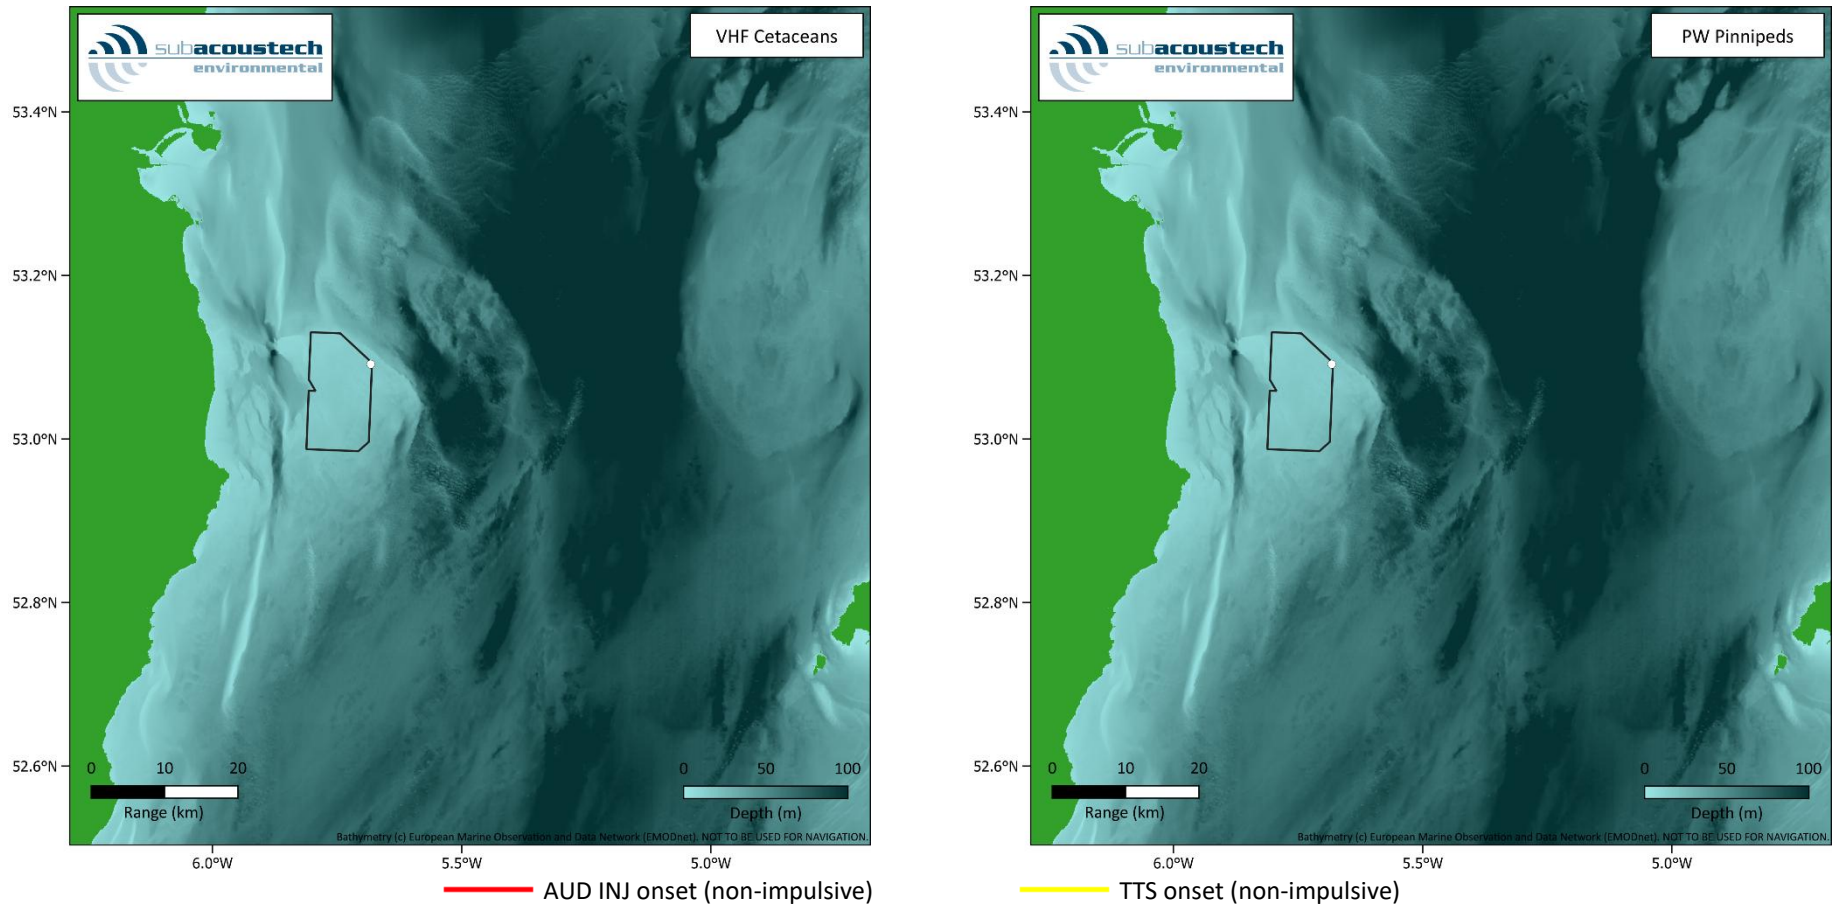 subacoustech
environmental
VHF Cetaceans
53.4°N
53.2°N
53.0°N
52.8°N
52.6°N
0 10 20
Range (km)
0 50 100
Depth (m)
Bathymetry (c) European Marine Observation and Data Network (EMODnet). NOT TO BE USED FOR NAVIGATION.
6.0°W 5.5°W 5.0°W
subacoustech
environmental
PW Pinnipeds
53.4°N
53.2°N
53.0°N
52.8°N
52.6°N
0 10 20
Range (km)
0 50 100
Depth (m)
Bathymetry (c) European Marine Observation and Data Network (EMODnet). NOT TO BE USED FOR NAVIGATION.
6.0°W 5.5°W 5.0°W
AUD INJ onset (non-impulsive)
TTS onset (non-impulsive)